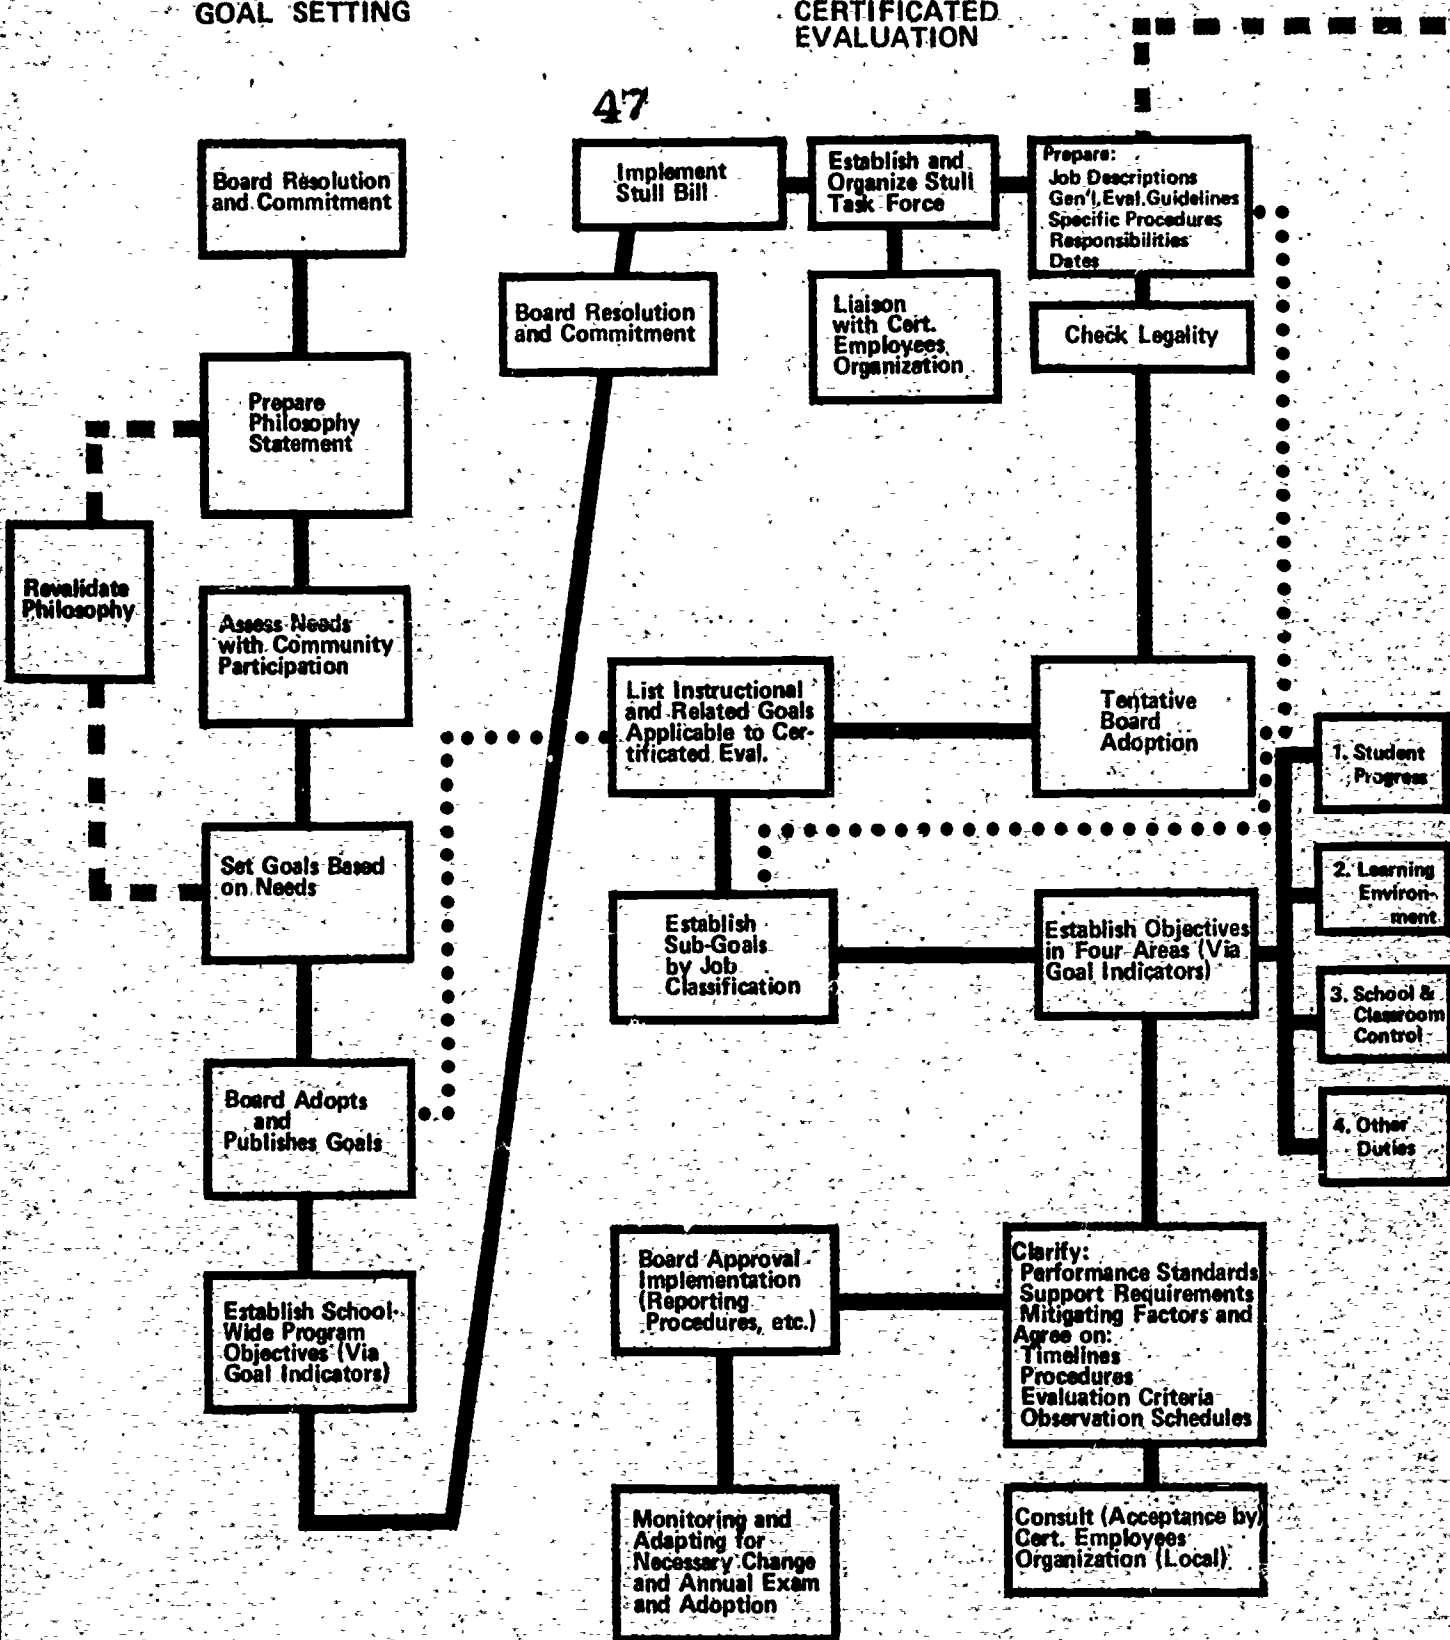 GOAL SETTING
CERTIFICATED
EVALUATION
47
Board Resolution
and Commitment
Prepare
Philosophy
Statement
Revalidate
Philosophy
Assess Needs
with Community
Participation
Set Goals Based
on Needs
Board Adopts
and
Publishes Goals
Establish School-
Wide Program
Objectives (Via
Goal Indicators)
Implement
Stull Bill
Board Resolution
and Commitment
Establish and
Organize Stull
Task Force
Liaison
with Cert.
Employees
Organization
Prepare:
Job Descriptions
Gen'l. Eval. Guidelines
Specific Procedures
Responsibilities
Dates
Check Legality
Tentative
Board
Adoption
List Instructional
and Related Goals
Applicable to Cer-
tificated Eval.
Establish
Sub-Goals
by Job
Classification
Establish Objectives
in Four Areas (Via
Goal Indicators)
1. Student
Progress
2. Learning
Environ-
ment
3. School &
Classroom
Control
4. Other
Duties
Clarify:
Performance Standards
Support Requirements
Mitigating Factors and
Agree on:
Timelines
Procedures
Evaluation Criteria
Observation Schedules
Consult (Acceptance by)
Cert. Employees
Organization (Local)
Board Approval
Implementation
(Reporting
Procedures, etc.)
Monitoring and
Adapting for
Necessary Change
and Annual Exam
and Adoption